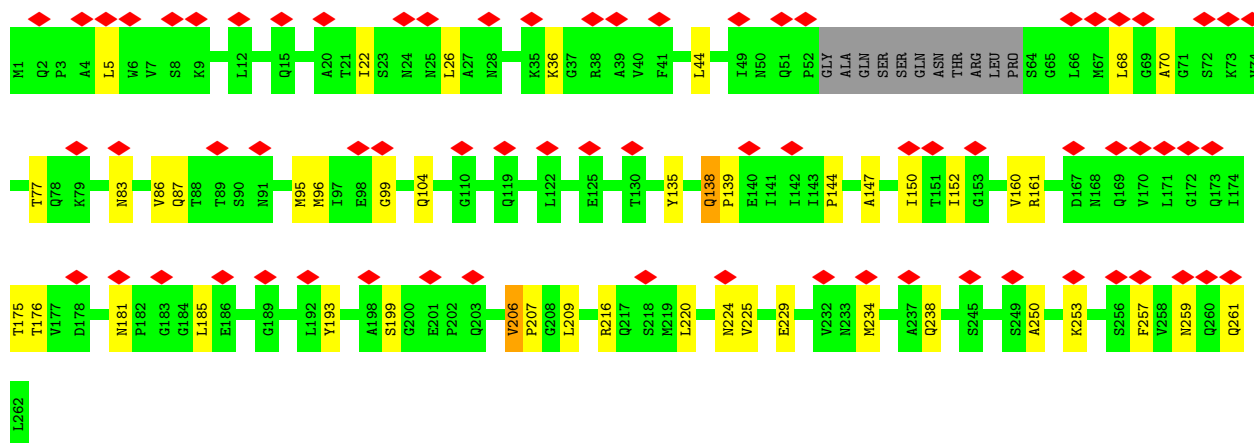 M1 Q2 P3 A4 L5 W6 V7 S8 K9 L12 Q15 A20 T21 I22 S23 N24 N25 L26 A27 N28 K35 K36 G37 R38 A39 V40 F41 L44 I49 N50 Q51 P52 GLY ALA GLN SER SER GLN ASN THR ARG LEU PRO S64 G65 L66 M67 L68 G69 A70 G71 S72 K73 V74
T77 Q78 K79 N83 V86 Q87 T88 T89 S90 N91 M95 M96 I97 E98 G99 Q104 G110 Q119 L122 E125 T130 Y135 Q138 P139 E140 I141 I142 I143 P144 A147 I150 T151 I152 G153 V160 R161 D167 N168 Q169 V170 L171 G172 Q173 I174
T175 T176 V177 D178 N181 P182 G183 G184 L185 E186 G189 L192 Y193 A198 S199 G200 E201 P202 Q203 V206 P207 G208 L209 R216 Q217 S218 M219 L220 N224 V225 E229 V232 N233 M234 A237 Q238 S245 S249 A250 K253 S256 F257 V258 N259 Q260 Q261
L262